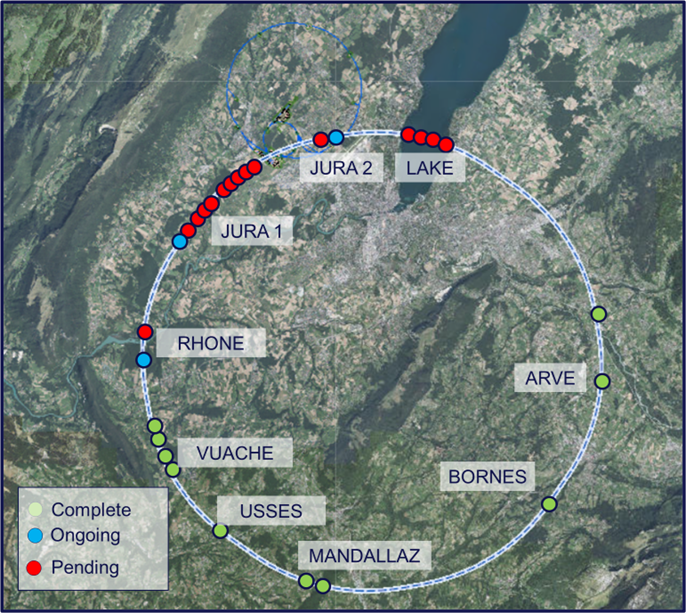 JURA 2
LAKE
JURA 1
RHONE
ARVE
VUACHE
BORNES
USSES
MANDALLAZ
Complete
Ongoing
Pending